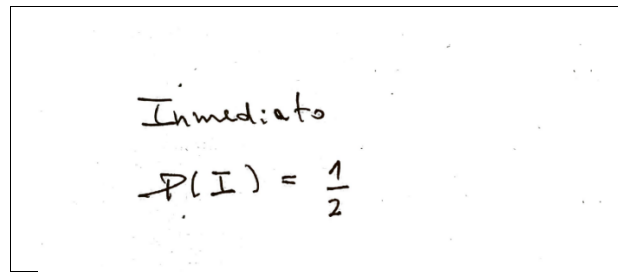 Inmediato
P(I) = 1/2